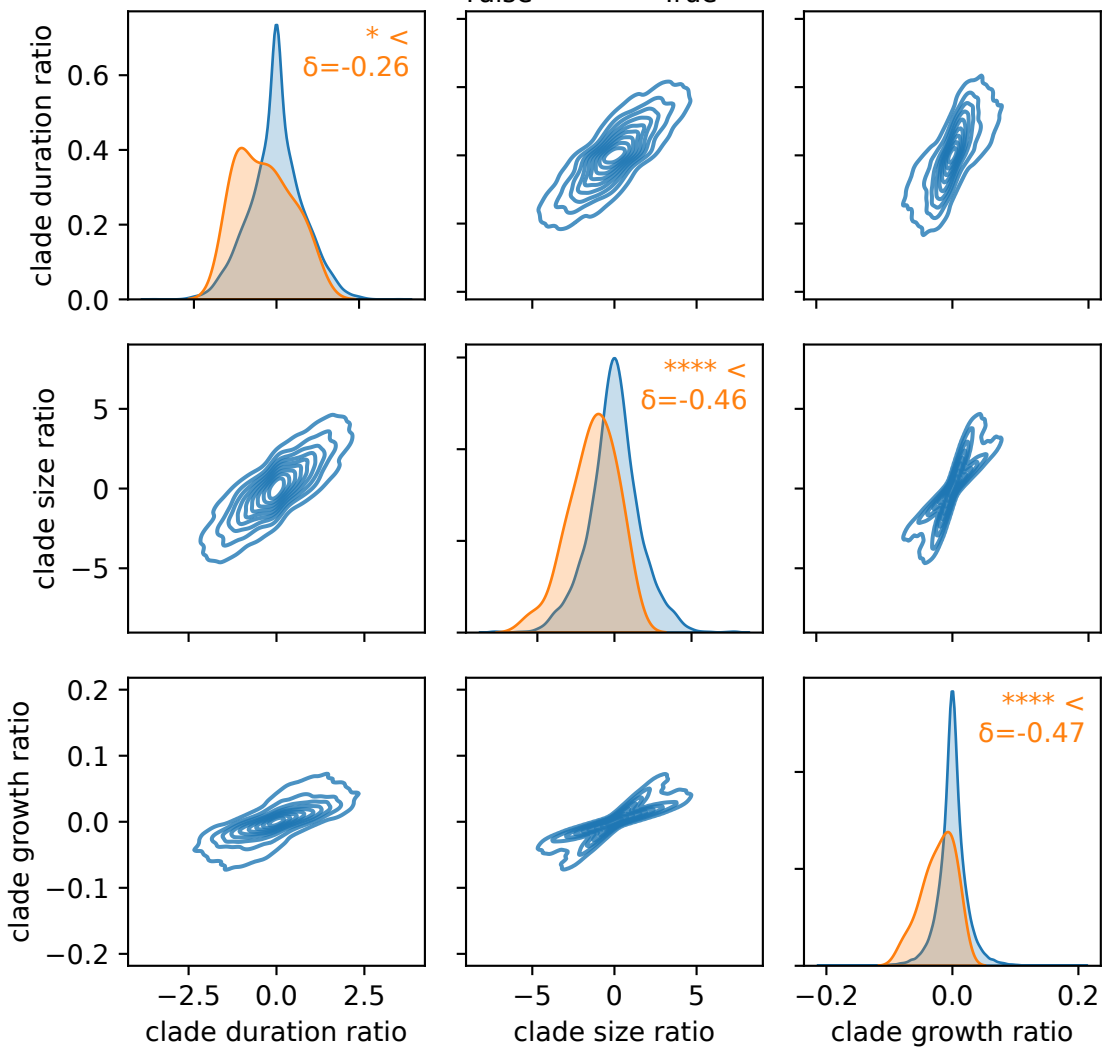 * <
δ=-0.26
clade duration ratio
0.6
0.4
0.2
0.0
**** <
δ=-0.46
clade size ratio
5
0
−5
**** <
δ=-0.47
clade growth ratio
0.2
0.1
0.0
−0.1
−0.2
−2.5 0.0 2.5
−5 0 5
−0.2 0.0 0.2
clade duration ratio
clade size ratio
clade growth ratio